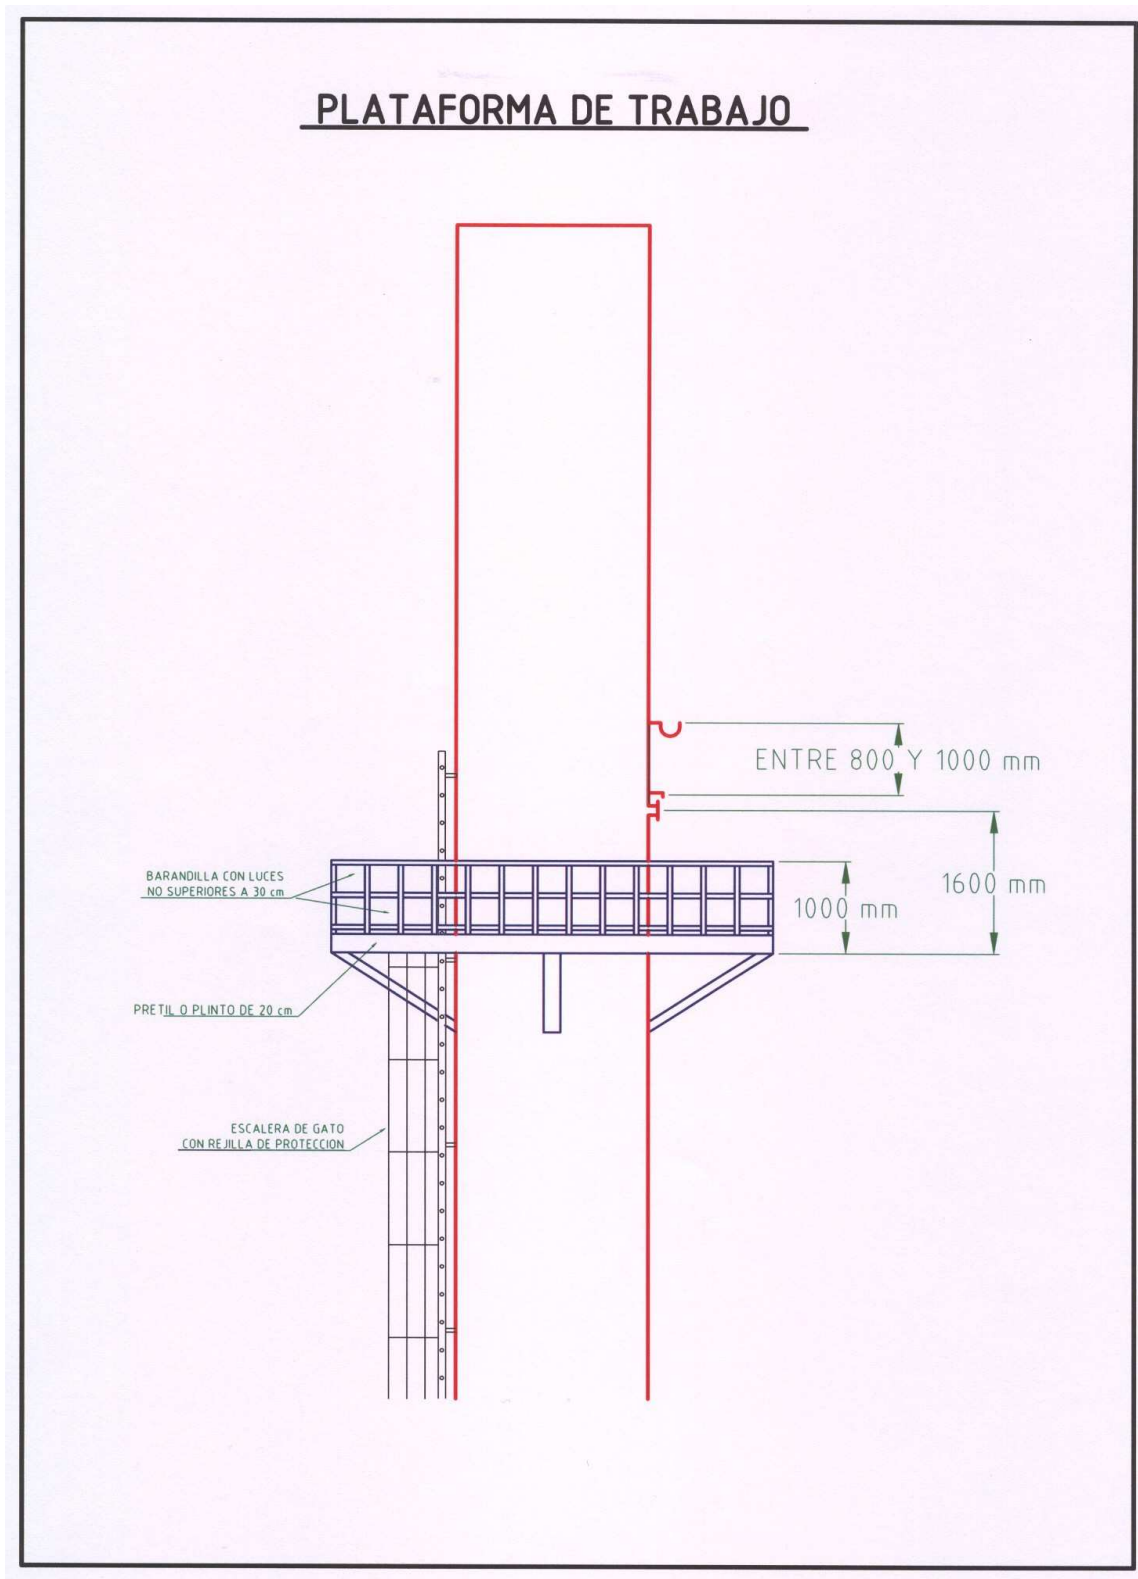 PLATAFORMA DE TRABAJO
ENTRE 800 Y 1000 mm
BARANDILLA CON LUCES
NO SUPERIORES A 30 cm
1000 mm
1600 mm
PRETIL O PLINTO DE 20 cm
ESCALERA DE GATO
CON REJILLA DE PROTECCION